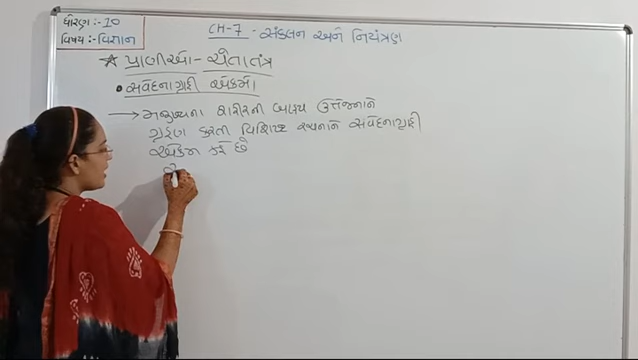 ધોરણ :- 10
વિષય :- વિજ્ઞાન
CH-7 - સંકલન અને નિયંત્રણ
☆ પ્રાણીઓ - ચેતાતંત્ર
• સંવેદનાગ્રાહી એકમો
→ મનુષ્યના શરીરની બાહ્ય ઉત્તેજનાને
ગ્રહણ કરતી વિશિષ્ટ રચનાને સંવેદનાગ્રાહી
એકમ કહે છે